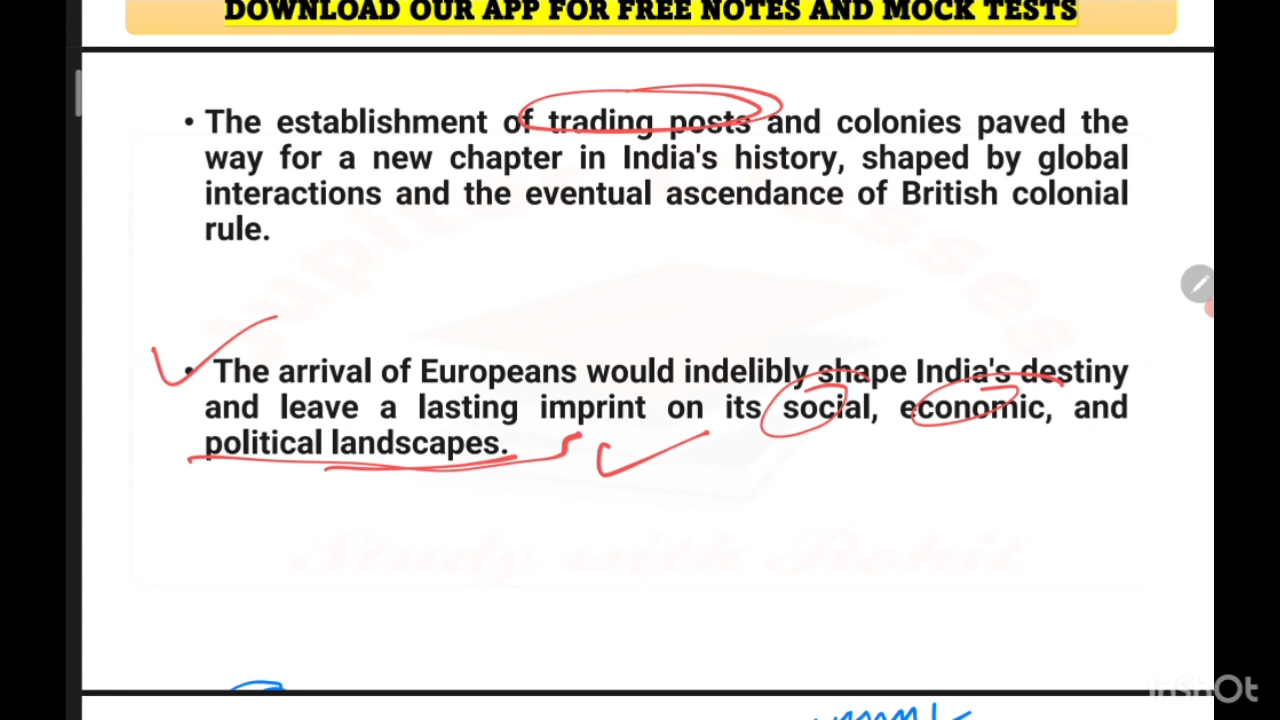 DOWNLOAD OUR APP FOR FREE NOTES AND MOCK TESTS
• The establishment of trading posts and colonies paved the
way for a new chapter in India's history, shaped by global
interactions and the eventual ascendance of British colonial
rule.
• The arrival of Europeans would indelibly shape India's destiny
and leave a lasting imprint on its social, economic, and
political landscapes.
Study with Rohit
InShOt